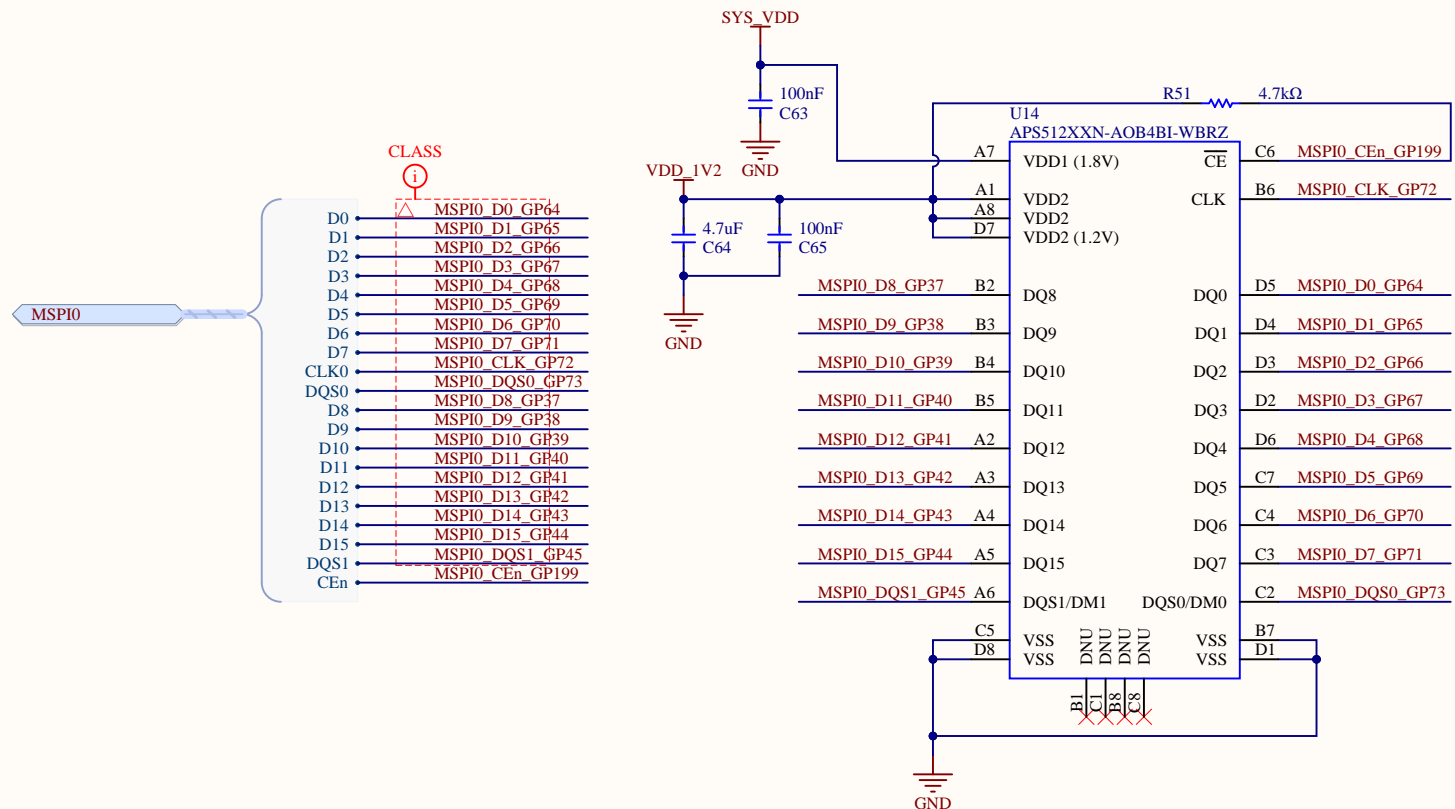 SYS_VDD
100nF
C63
GND
VDD_1V2
4.7uF
C64
100nF
C65
GND
R51 4.7kΩ
U14
APS512XXN-AOB4BI-WBRZ
A7 VDD1 (1.8V) CE C6 MSPI0_CEn_GP199
A1 VDD2 CLK B6 MSPI0_CLK_GP72
A8 VDD2
D7 VDD2 (1.2V)
MSPI0_D8_GP37 B2 DQ8 DQ0 D5 MSPI0_D0_GP64
MSPI0_D9_GP38 B3 DQ9 DQ1 D4 MSPI0_D1_GP65
MSPI0_D10_GP39 B4 DQ10 DQ2 D3 MSPI0_D2_GP66
MSPI0_D11_GP40 B5 DQ11 DQ3 D2 MSPI0_D3_GP67
MSPI0_D12_GP41 A2 DQ12 DQ4 D6 MSPI0_D4_GP68
MSPI0_D13_GP42 A3 DQ13 DQ5 C7 MSPI0_D5_GP69
MSPI0_D14_GP43 A4 DQ14 DQ6 C4 MSPI0_D6_GP70
MSPI0_D15_GP44 A5 DQ15 DQ7 C3 MSPI0_D7_GP71
MSPI0_DQS1_GP45 A6 DQS1/DM1 DQS0/DM0 C2 MSPI0_DQS0_GP73
C5 VSS VSS B7
D8 VSS VSS D1
DNU DNU DNU DNU
B1 C1 B8 C8
GND
CLASS
i
MSPI0
D0 MSPI0_D0_GP64
D1 MSPI0_D1_GP65
D2 MSPI0_D2_GP66
D3 MSPI0_D3_GP67
D4 MSPI0_D4_GP68
D5 MSPI0_D5_GP69
D6 MSPI0_D6_GP70
D7 MSPI0_D7_GP71
CLK0 MSPI0_CLK_GP72
DQS0 MSPI0_DQS0_GP73
D8 MSPI0_D8_GP37
D9 MSPI0_D9_GP38
D10 MSPI0_D10_GP39
D11 MSPI0_D11_GP40
D12 MSPI0_D12_GP41
D13 MSPI0_D13_GP42
D14 MSPI0_D14_GP43
D15 MSPI0_D15_GP44
DQS1 MSPI0_DQS1_GP45
CEn MSPI0_CEn_GP199